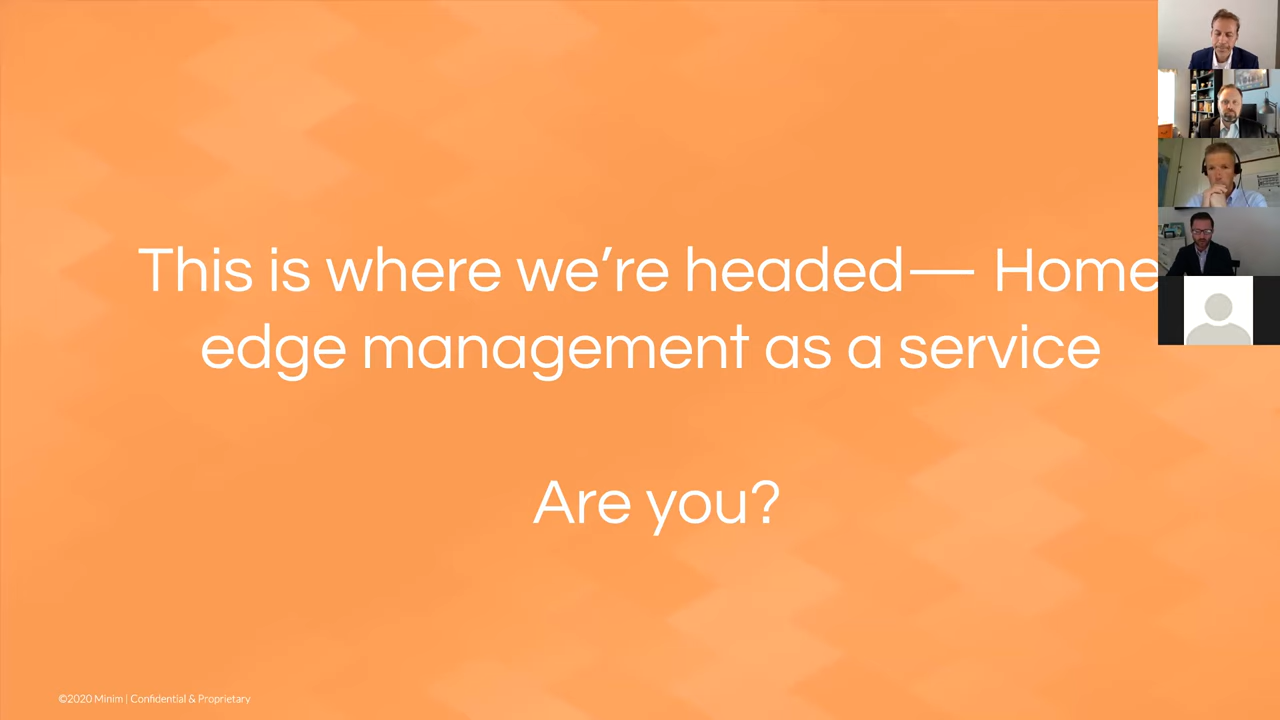 This is where we’re headed— Home
edge management as a service
Are you?
©2020 Minim | Confidential & Proprietary